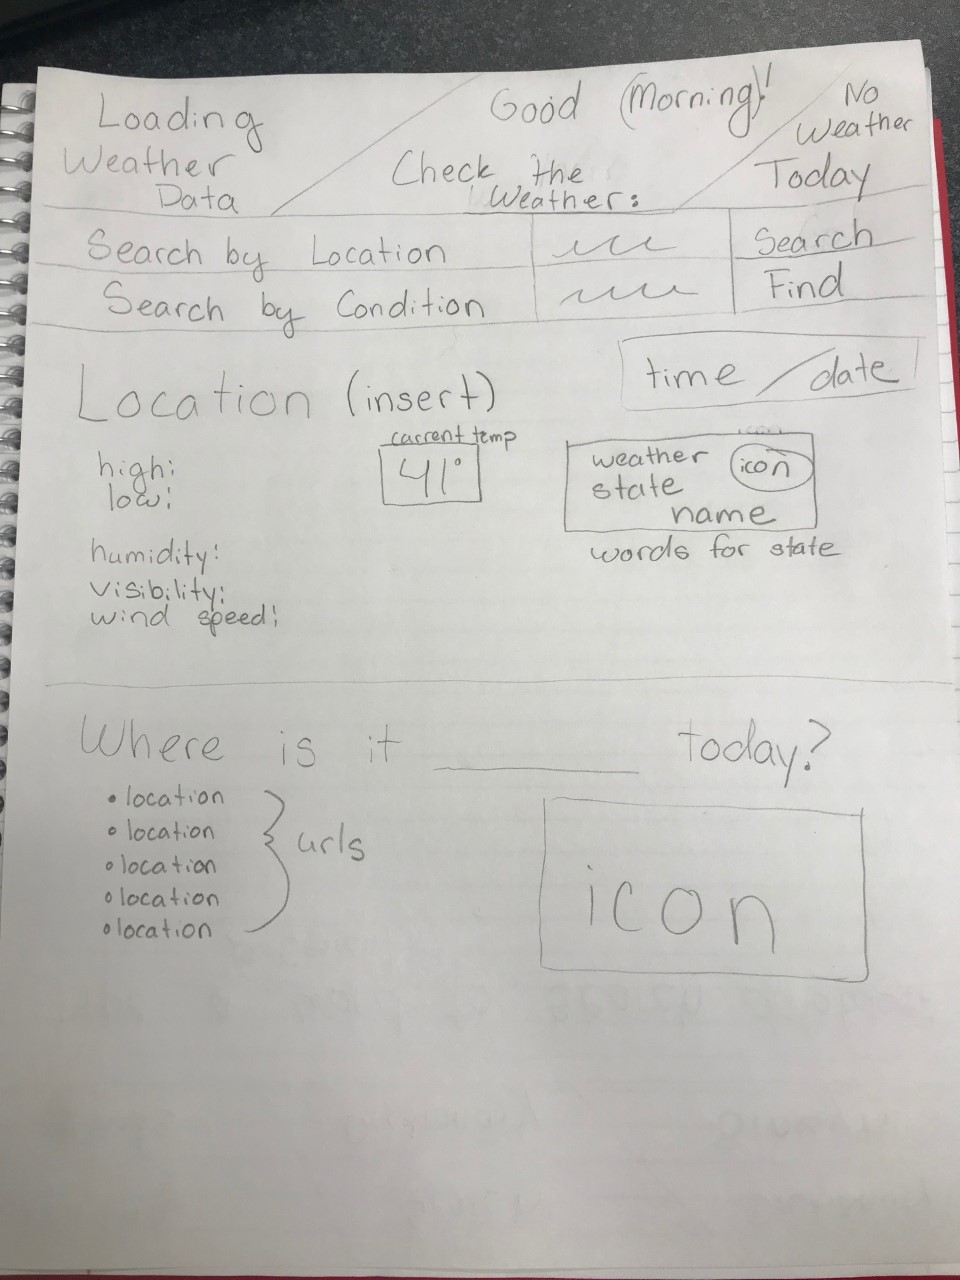 Loading
Weather
Data
Good (Morning)!
Check the
Weather:
No
Weather
Today
Search by Location
Search
Search by Condition
Find
Location (insert)
time / date
current temp
41°
high:
low:
weather
state
name
icon
words for state
humidity:
visibility:
wind speed:
Where is it ________ today?
• location
• location
• location
• location
• location
urls
icon